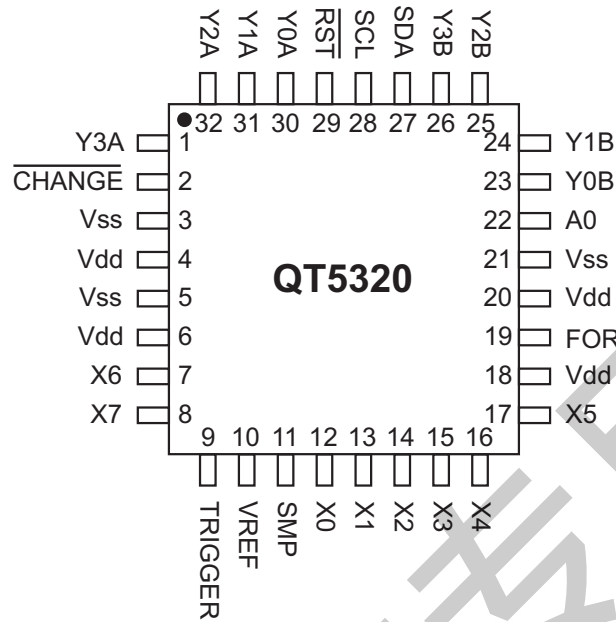 Y2A
Y1A
Y0A
RST
SCL
SDA
Y3B
Y2B
32 31 30 29 28 27 26 25
Y3A 1
CHANGE 2
Vss 3
Vdd 4
Vss 5
Vdd 6
X6 7
X7 8
QT5320
24 Y1B
23 Y0B
22 A0
21 Vss
20 Vdd
19 FOR
18 Vdd
17 X5
9 10 11 12 13 14 15 16
TRIGGER
VREF
SMP
X0
X1
X2
X3
X4
专